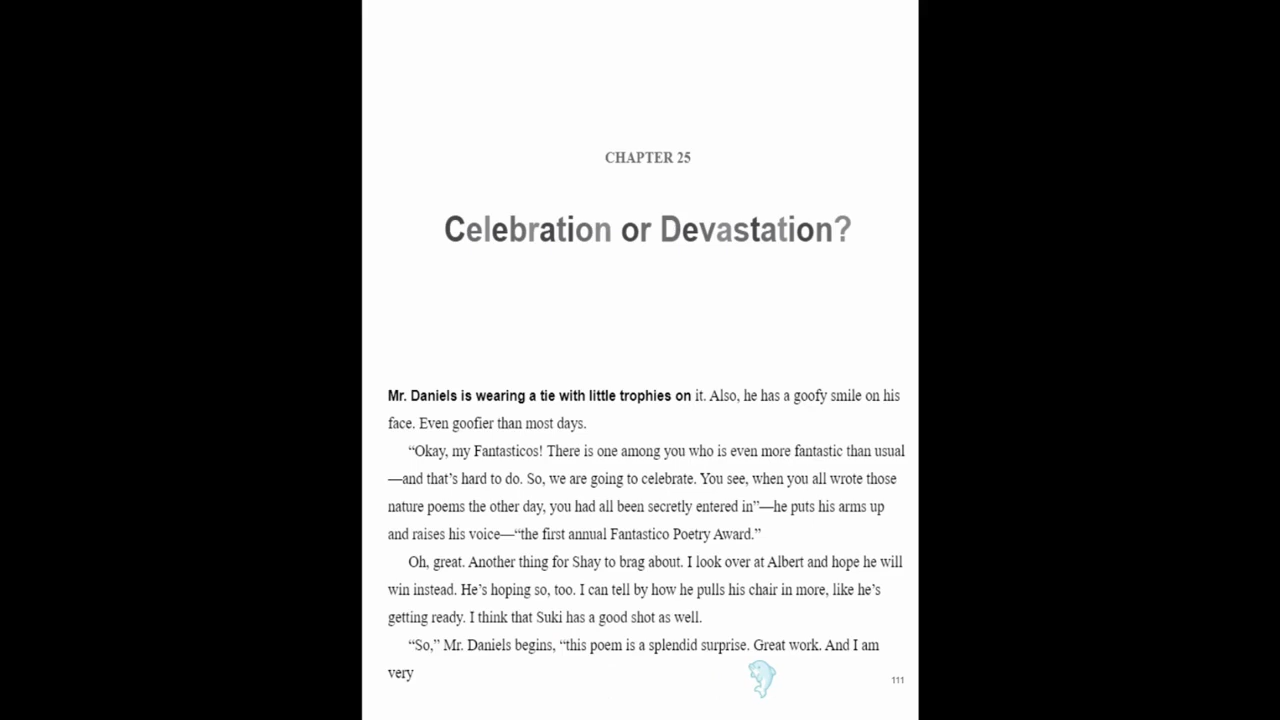 CHAPTER 25
Celebration or Devastation?
Mr. Daniels is wearing a tie with little trophies on it. Also, he has a goofy smile on his
face. Even goofier than most days.
“Okay, my Fantasticos! There is one among you who is even more fantastic than usual
—and that’s hard to do. So, we are going to celebrate. You see, when you all wrote those
nature poems the other day, you had all been secretly entered in”—he puts his arms up
and raises his voice—“the first annual Fantastico Poetry Award.”
Oh, great. Another thing for Shay to brag about. I look over at Albert and hope he will
win instead. He’s hoping so, too. I can tell by how he pulls his chair in more, like he’s
getting ready. I think that Suki has a good shot as well.
“So,” Mr. Daniels begins, “this poem is a splendid surprise. Great work. And I am
very
111